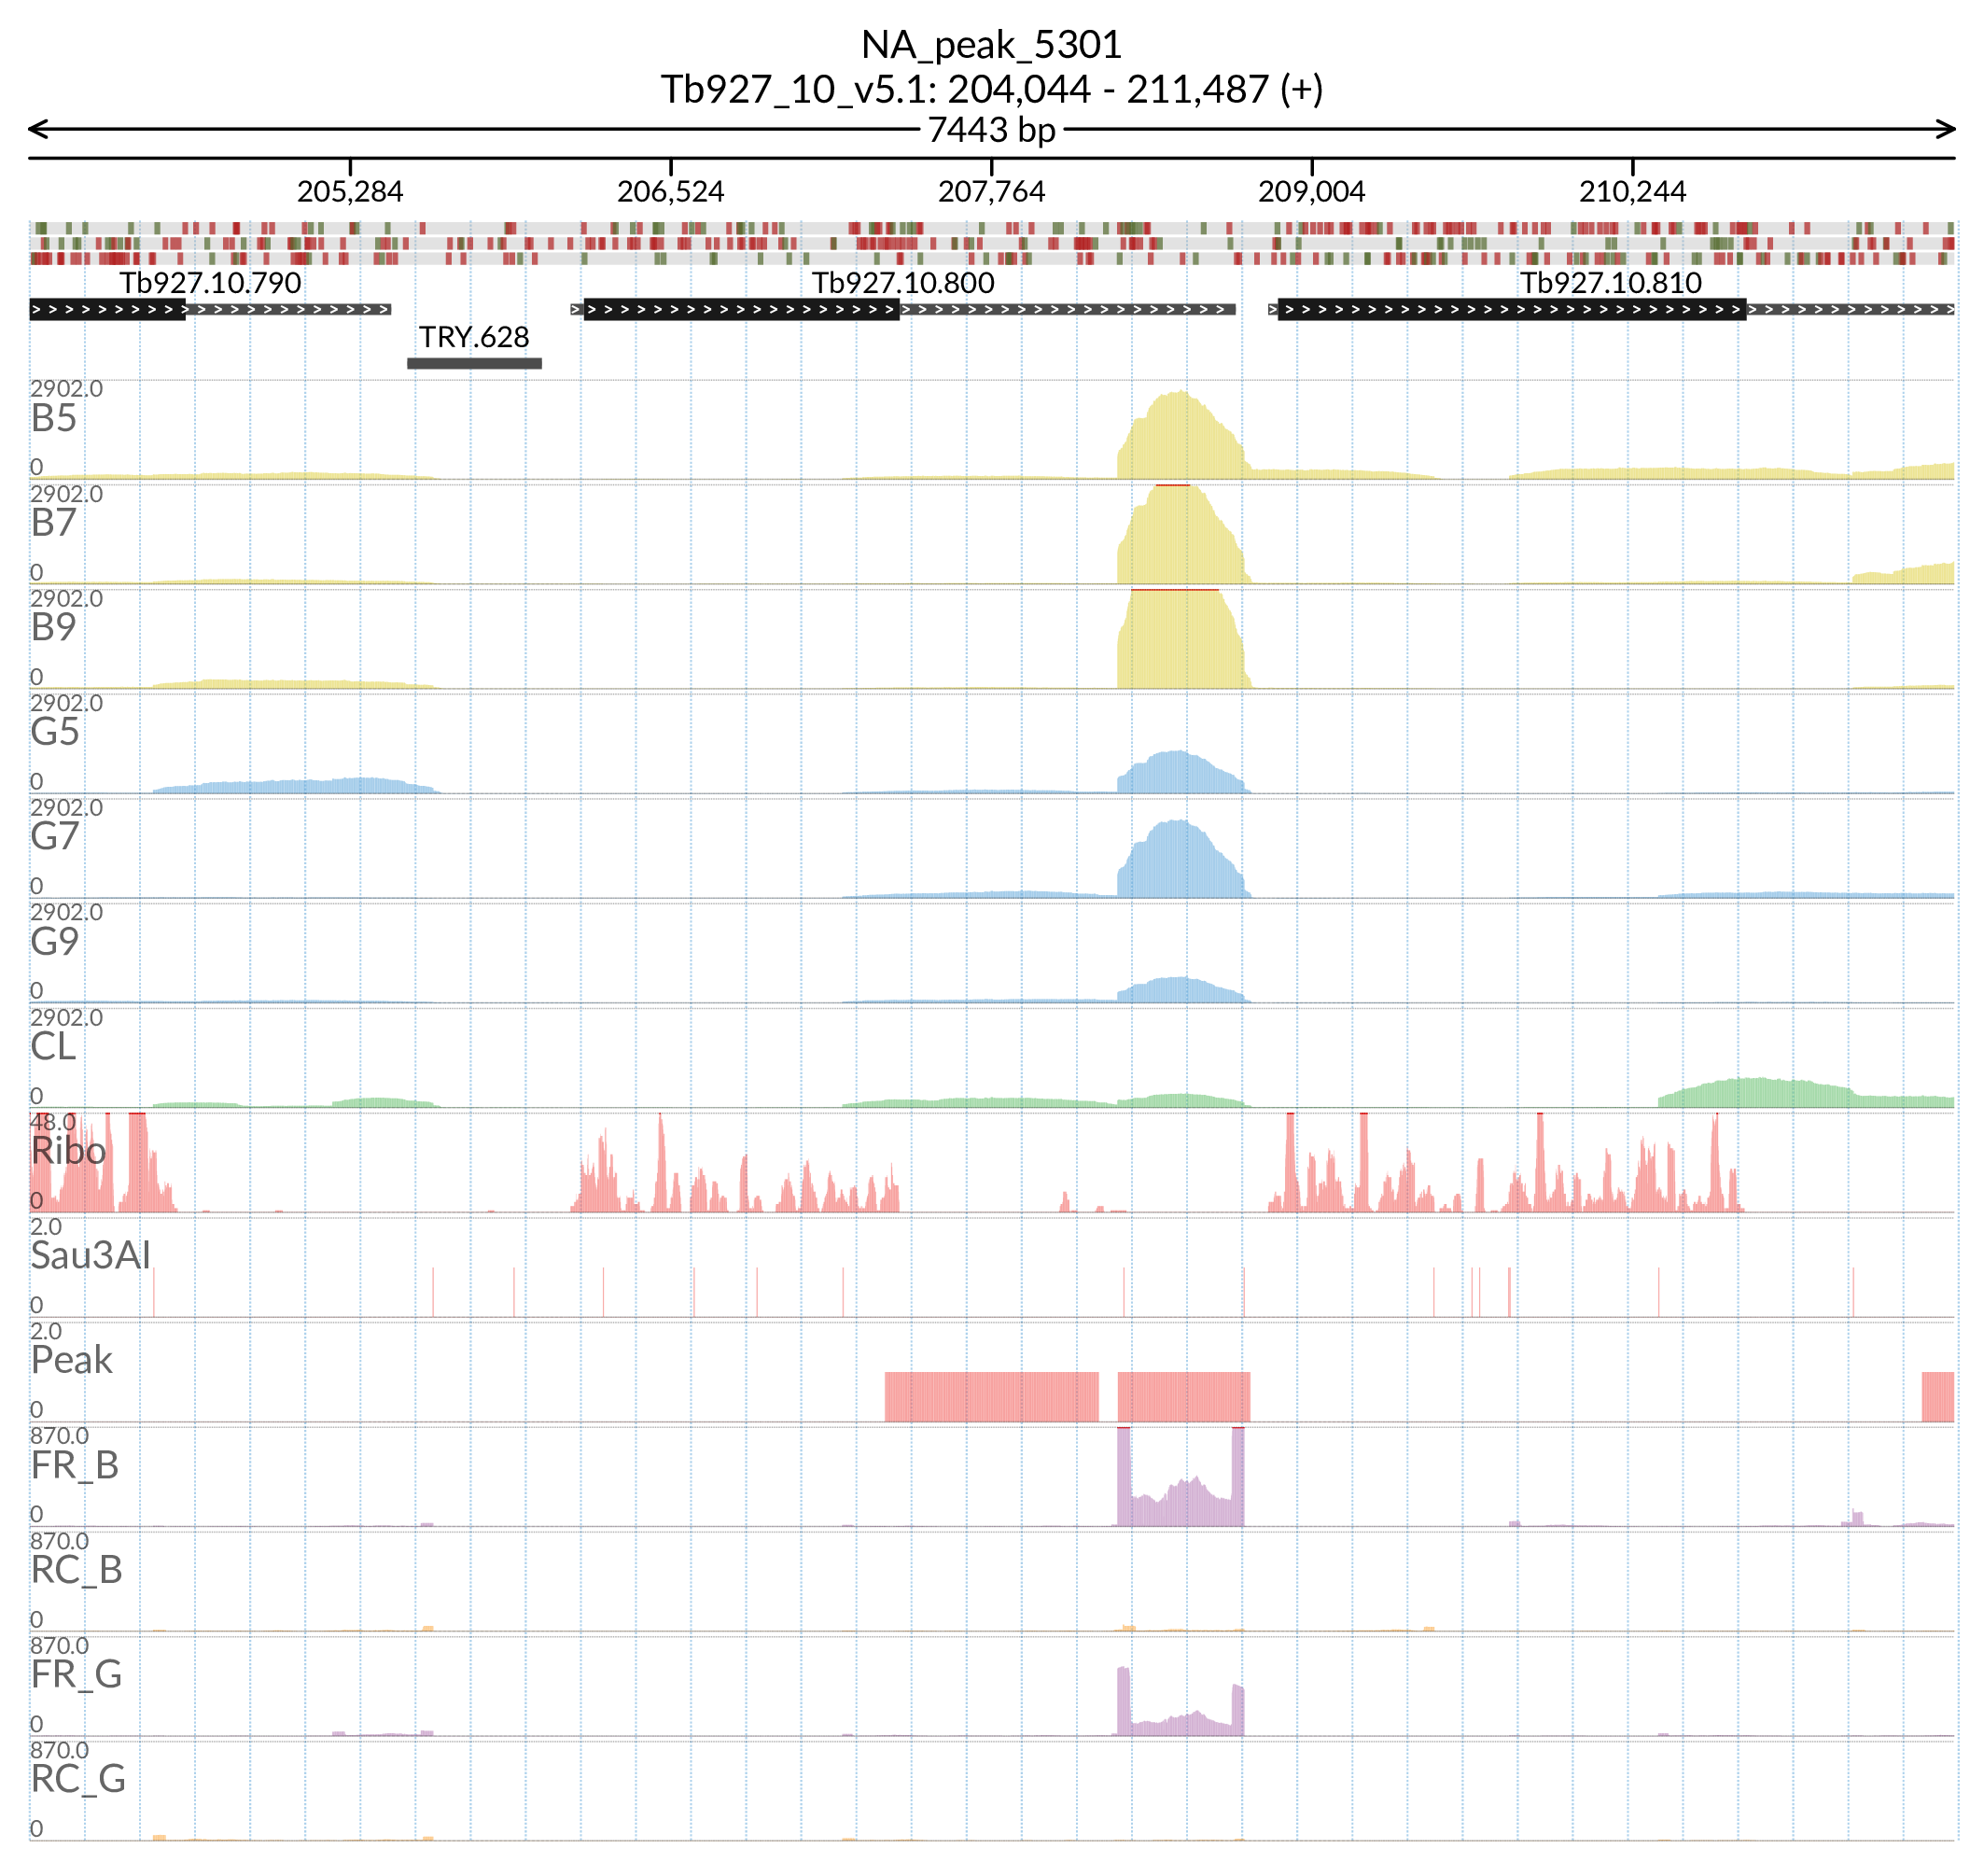 NA_peak_5301
Tb927_10_v5.1: 204,044 - 211,487 (+)
7443 bp
205,284 206,524 207,764 209,004 210,244
Tb927.10.790 Tb927.10.800 Tb927.10.810
TRY.628
2902.0
B5
0
2902.0
B7
0
2902.0
B9
0
2902.0
G5
0
2902.0
G7
0
2902.0
G9
0
2902.0
CL
0
48.0
Ribo
0
2.0
Sau3AI
0
2.0
Peak
0
870.0
FR_B
0
870.0
RC_B
0
870.0
FR_G
0
870.0
RC_G
0